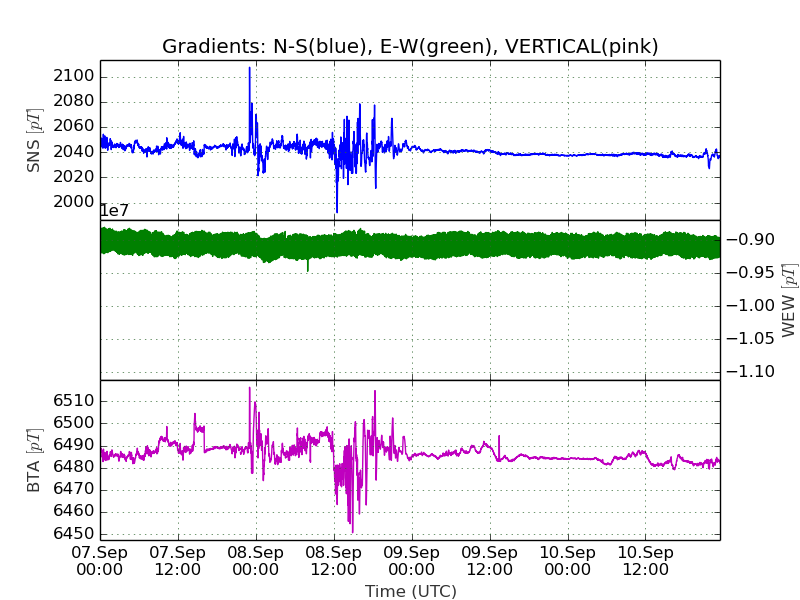 Gradients: N-S(blue), E-W(green), VERTICAL(pink)
2100
2080
2060
2040
2020
2000
SNS [pT]
1e7
−0.90
−0.95
−1.00
−1.05
−1.10
WEW [pT]
6510
6500
6490
6480
6470
6460
6450
BTA [pT]
07.Sep 07.Sep 08.Sep 08.Sep 09.Sep 09.Sep 10.Sep 10.Sep
00:00 12:00 00:00 12:00 00:00 12:00 00:00 12:00
Time (UTC)